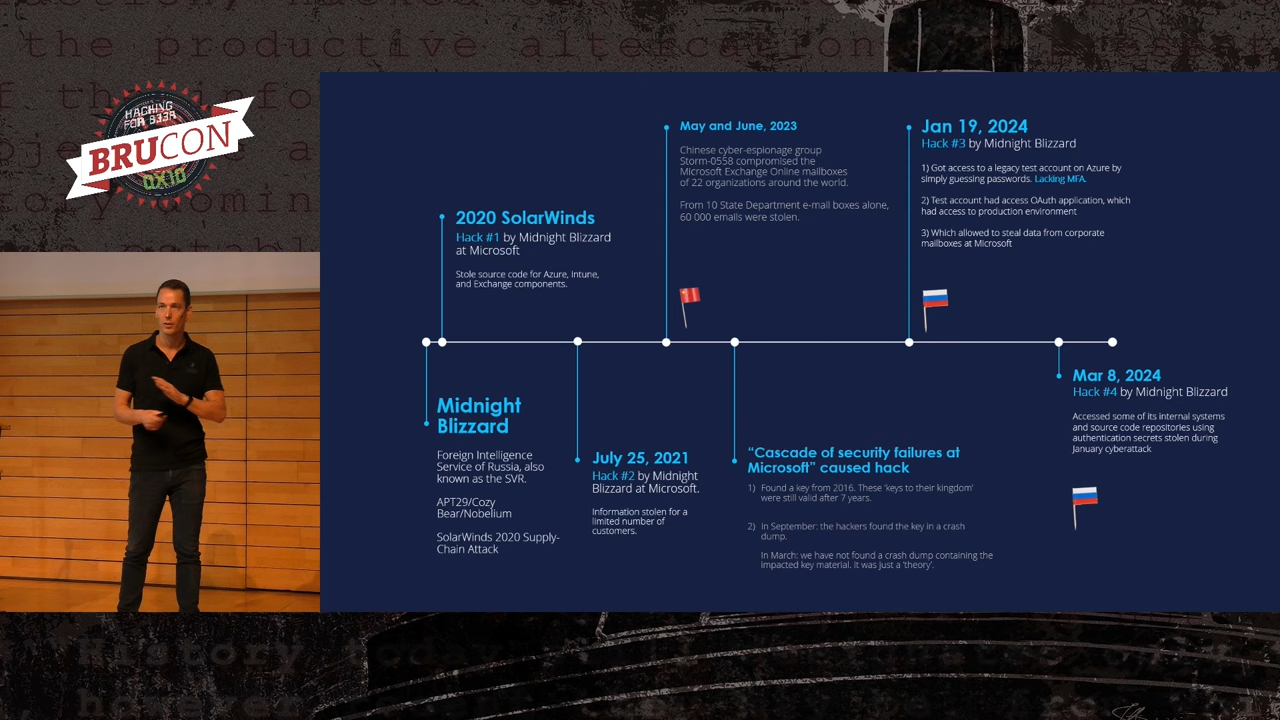 the productive altercation
HACKING
FOR B33R
BRUCON
0X10
May and June, 2023
Chinese cyber-espionage group
Storm-0558 compromised the
Microsoft Exchange Online mailboxes
of 22 organizations around the world.
From 10 State Department e-mail boxes alone,
60 000 emails were stolen.
Jan 19, 2024
Hack #3 by Midnight Blizzard
1) Got access to a legacy test account on Azure by
simply guessing passwords. Lacking MFA.
2) Test account had access OAuth application, which
had access to production environment
3) Which allowed to steal data from corporate
mailboxes at Microsoft
2020 SolarWinds
Hack #1 by Midnight Blizzard
at Microsoft
Stole source code for Azure, Intune,
and Exchange components.
Midnight
Blizzard
Foreign Intelligence
Service of Russia, also
known as the SVR.
APT29/Cozy
Bear/Nobelium
SolarWinds 2020 Supply-
Chain Attack
July 25, 2021
Hack #2 by Midnight
Blizzard at Microsoft.
Information stolen for a
limited number of
customers.
“Cascade of security failures at
Microsoft” caused hack
1) Found a key from 2016. These ‘keys to their kingdom’
were still valid after 7 years.
2) In September: the hackers found the key in a crash
dump.
In March: we have not found a crash dump containing the
impacted key material. It was just a ‘theory’.
Mar 8, 2024
Hack #4 by Midnight Blizzard
Accessed some of its internal systems
and source code repositories using
authentication secrets stolen during
January cyberattack
History today
however